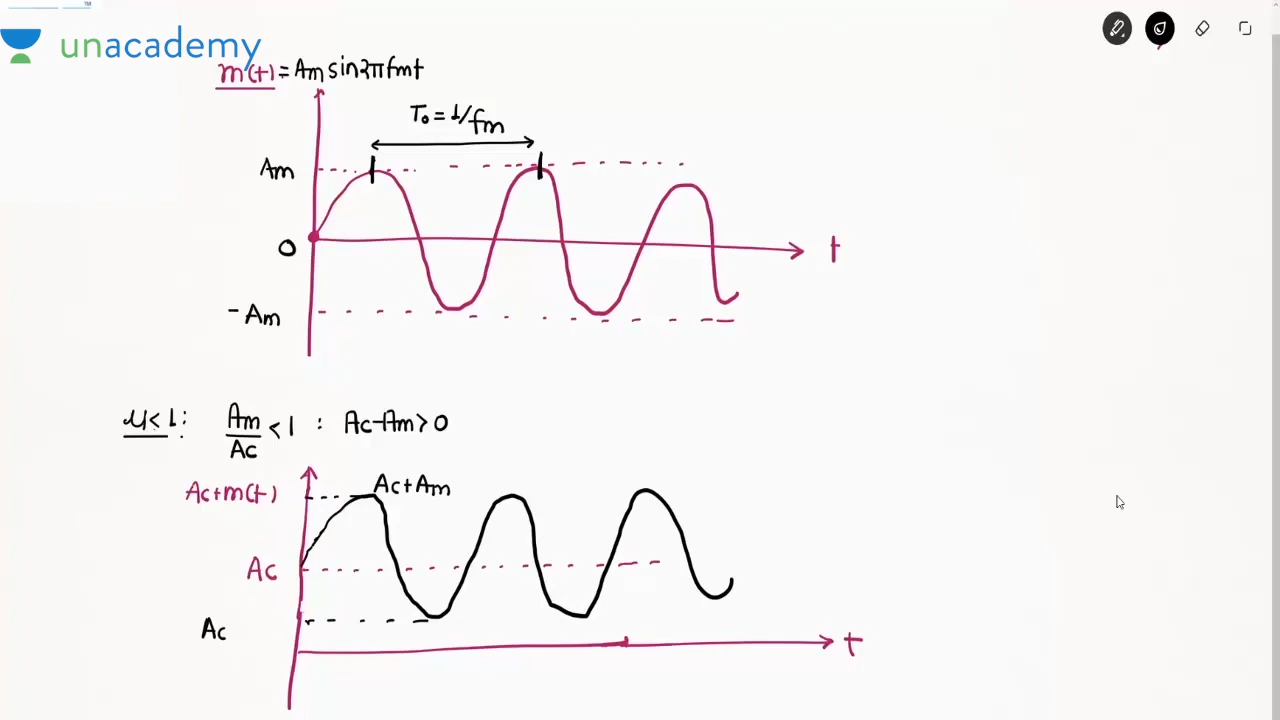 unacademy
m(t) = Am sin2πfmt
T₀ = 1/fm
Am
0
t
-Am
μ<1: Am/Ac < 1 : Ac-Am>0
Ac+m(t)
Ac+Am
Ac
Ac
t